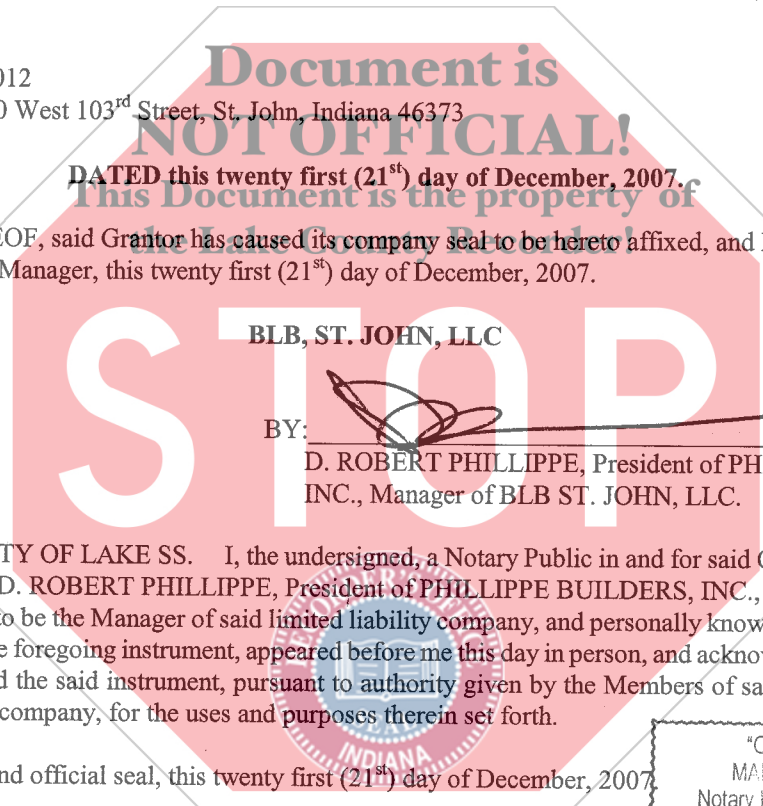 Document is
012
0 West 103rd Street, St. John, Indiana 46373
NOT OFFICIAL!
DATED this twenty first (21st) day of December, 2007.
This Document is the property of
the Lake County Recorder!
EOF, said Grantor has caused its company seal to be hereto affixed, and
Manager, this twenty first (21st) day of December, 2007.
STOP
BLB, ST. JOHN, LLC
BY:
D. ROBERT PHILLIPPE, President of PH
INC., Manager of BLB ST. JOHN, LLC.
TY OF LAKE SS. I, the undersigned, a Notary Public in and for said
D. ROBERT PHILLIPPE, President of PHILLIPPE BUILDERS, INC.,
to be the Manager of said limited liability company, and personally know
e foregoing instrument, appeared before me this day in person, and acknow
d the said instrument, pursuant to authority given by the Members of sa
company, for the uses and purposes therein set forth.
RECORDER'S OFFICE
SEAL
INDIANA
nd official seal, this twenty first (21st) day of December, 2007
Notary